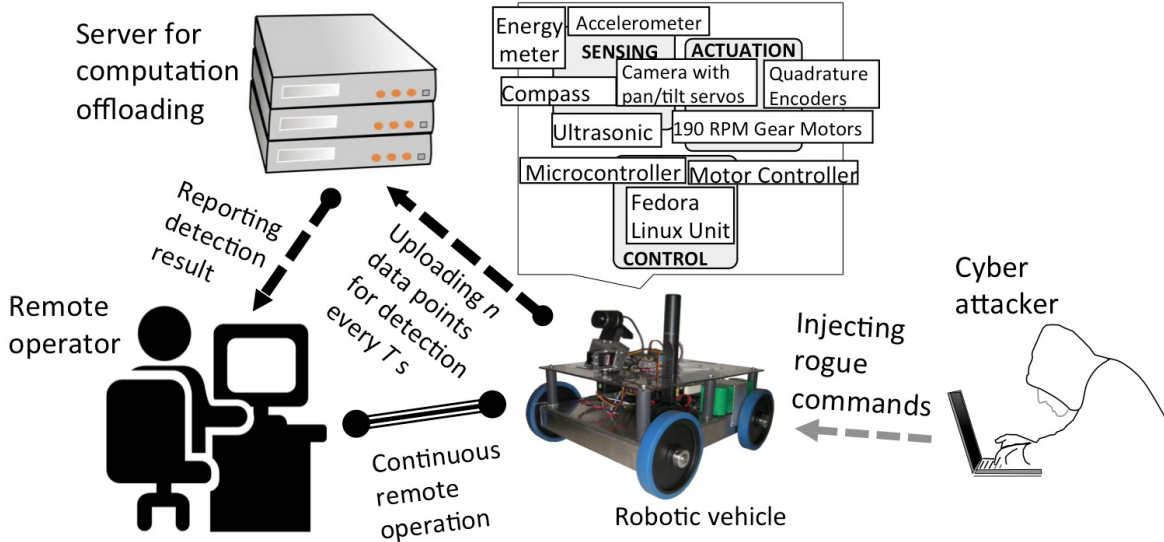 Server for
computation
offloading
Energy
meter
Accelerometer
SENSING
ACTUATION
Compass
Camera with
pan/tilt servos
Quadrature
Encoders
Ultrasonic
190 RPM Gear Motors
Microcontroller
Motor Controller
Fedora
Linux Unit
CONTROL
Reporting
detection
result
Uploading n
data points
for detection
every T s
Remote
operator
Continuous
remote
operation
Robotic vehicle
Injecting
rogue
commands
Cyber
attacker